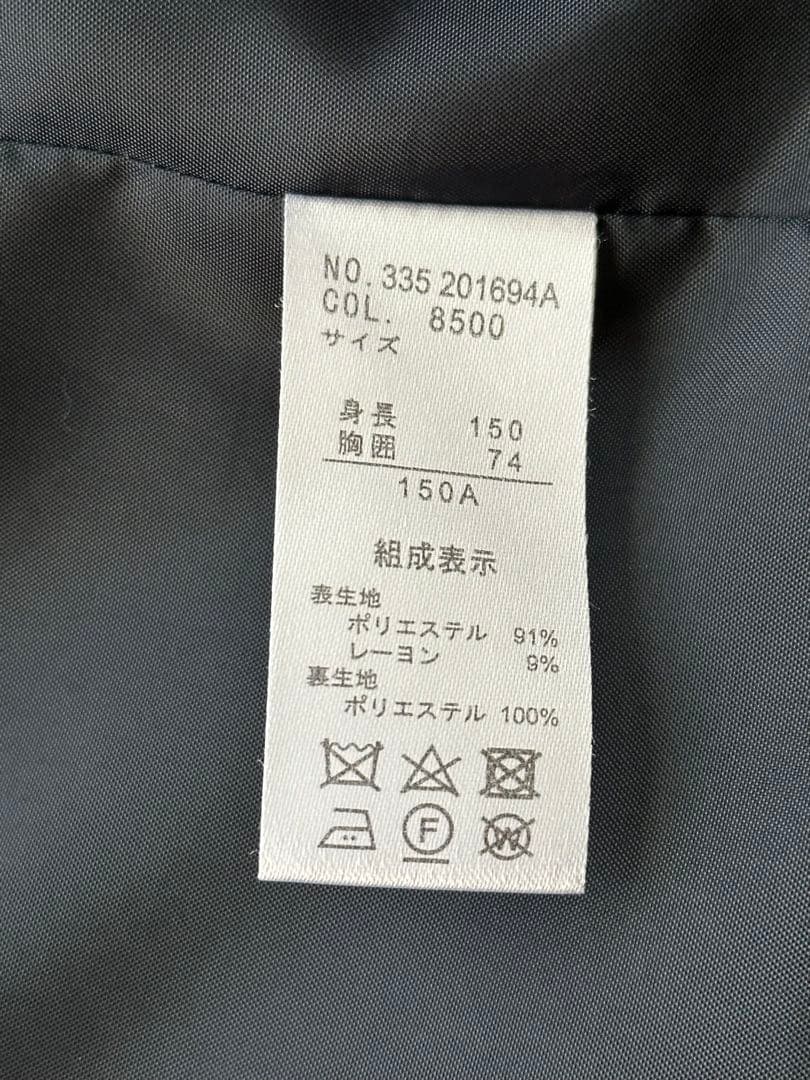 NO. 335 201694A
COL. 8500
サイズ
身長 150
胸囲 74
150A
組成表示
表生地
ポリエステル 91%
レーヨン 9%
裏生地
ポリエステル 100%
F W